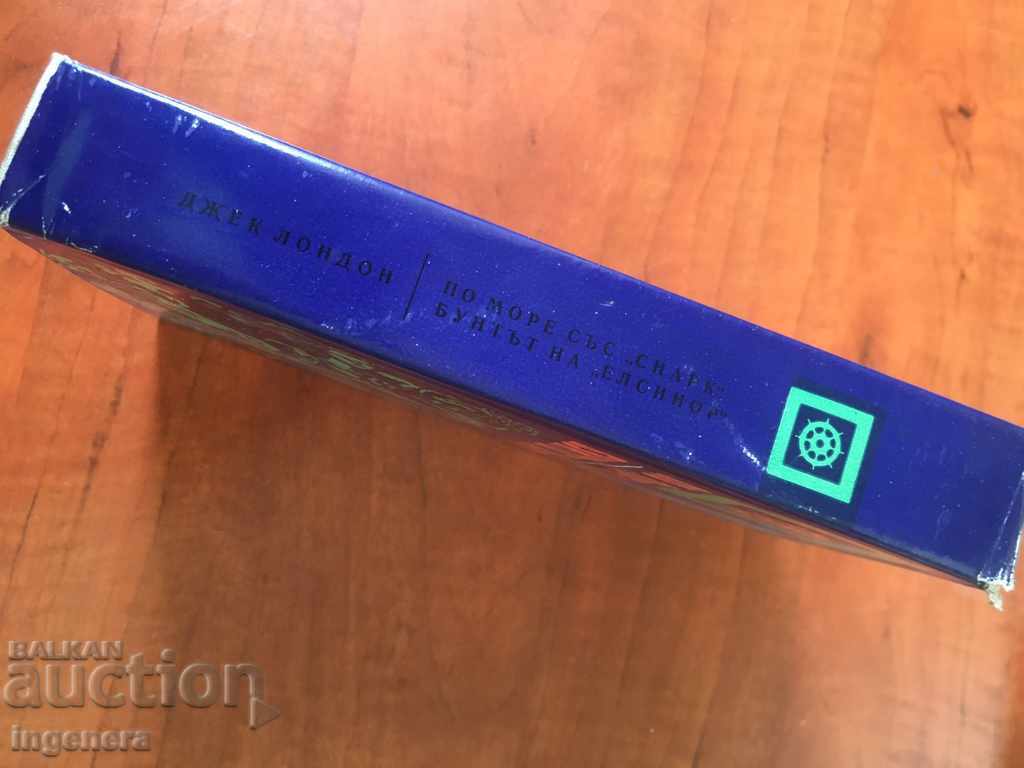 ДЖЕК ЛОНДОН
ПО МОРЕ СЪС „СНАРК“
БУНТЪТ НА „ЕЛСИНОР“
BALKAN
auction
ingenera